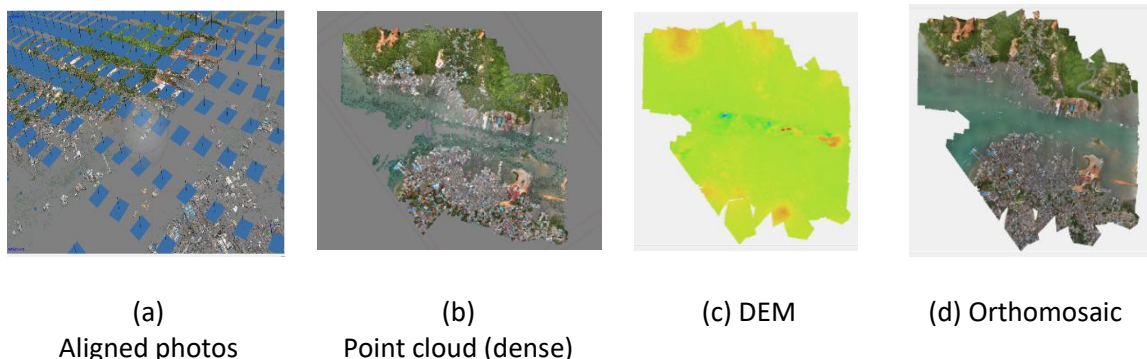 (a)
Aligned photos
(b)
Point cloud (dense)
(c) DEM
(d) Orthomosaic